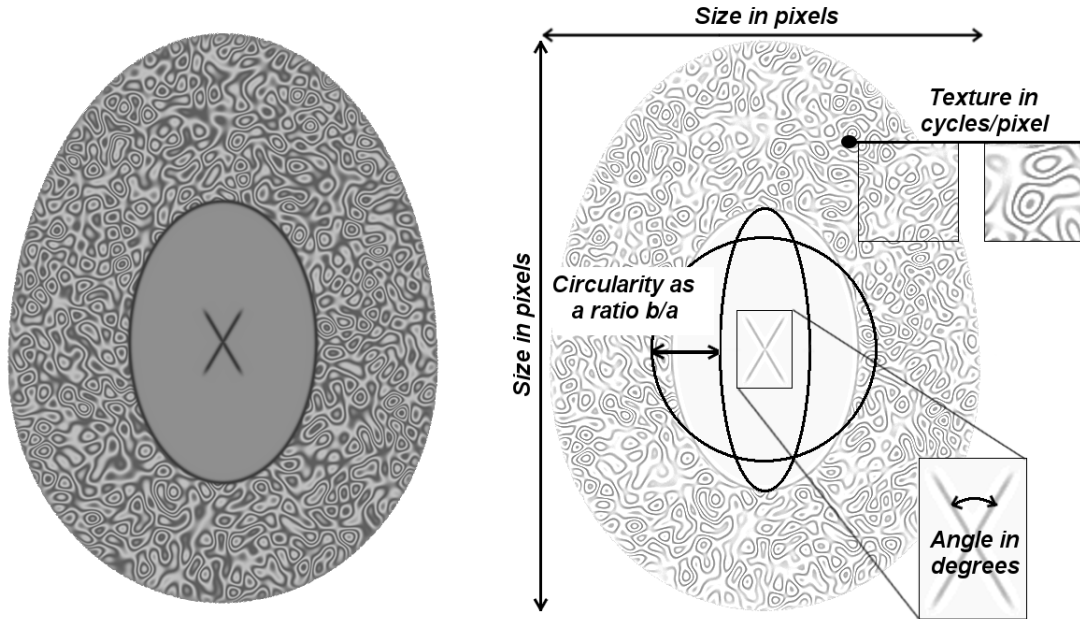 Size in pixels
Texture in
cycles/pixel
Size in pixels
Circularity as
a ratio b/a
Angle in
degrees